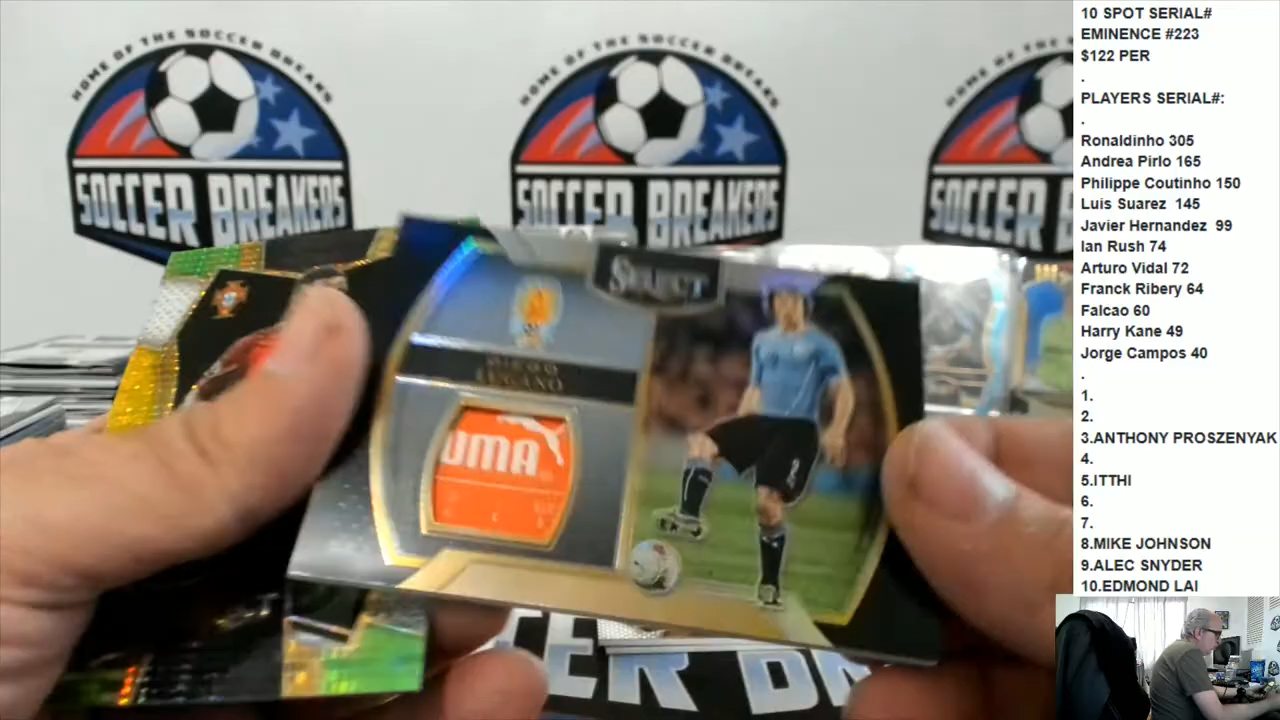 HOME OF THE SOCCER BREAKS
SOCCER BREAKERS
HOME OF THE SOCCER BREAKS
SOCCER BREAKERS
SOCCER BREAKERS
SELECT
DIEGO
LUGANO
UMA
2
10 SPOT SERIAL#
EMINENCE #223
$122 PER
.
PLAYERS SERIAL#:
.
Ronaldinho 305
Andrea Pirlo 165
Philippe Coutinho 150
Luis Suarez 145
Javier Hernandez 99
Ian Rush 74
Arturo Vidal 72
Franck Ribery 64
Falcao 60
Harry Kane 49
Jorge Campos 40
.
1.
2.
3.ANTHONY PROSZENYAK
4.
5.ITTHI
6.
7.
8.MIKE JOHNSON
9.ALEC SNYDER
10.EDMOND LAI